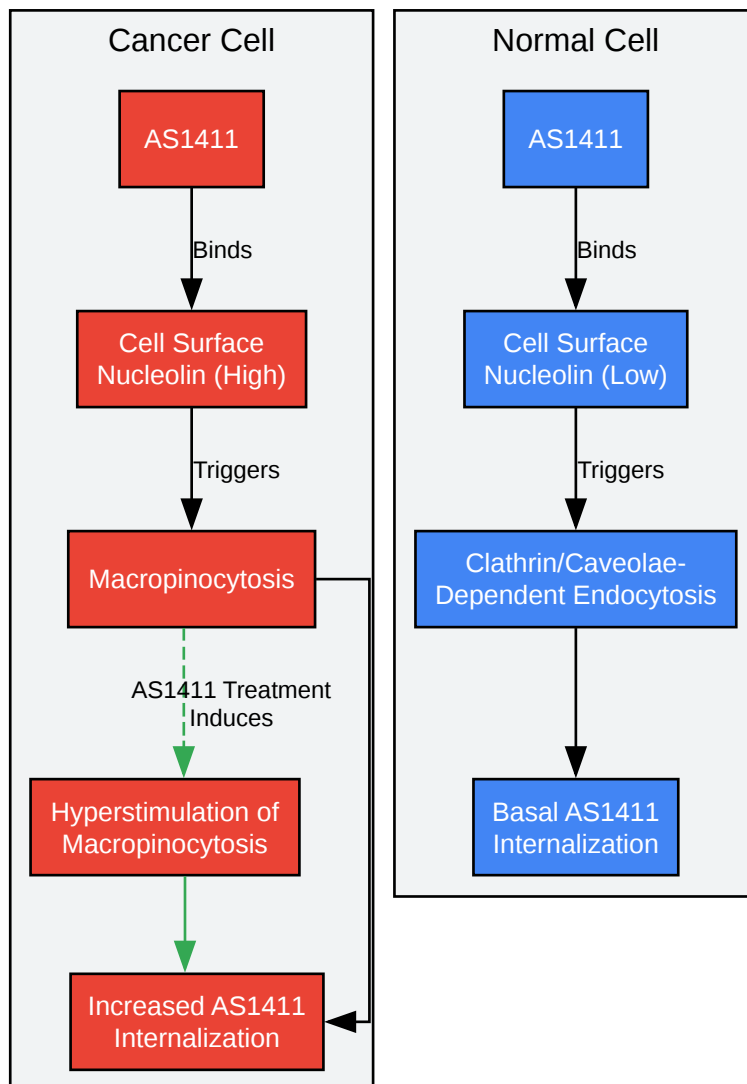 Cancer Cell
AS1411
Binds
Cell Surface
Nucleolin (High)
Triggers
Macropinocytosis
AS1411 Treatment
Induces
Hyperstimulation of
Macropinocytosis
Increased AS1411
Internalization
Normal Cell
AS1411
Binds
Cell Surface
Nucleolin (Low)
Triggers
Clathrin/Caveolae-
Dependent Endocytosis
Basal AS1411
Internalization